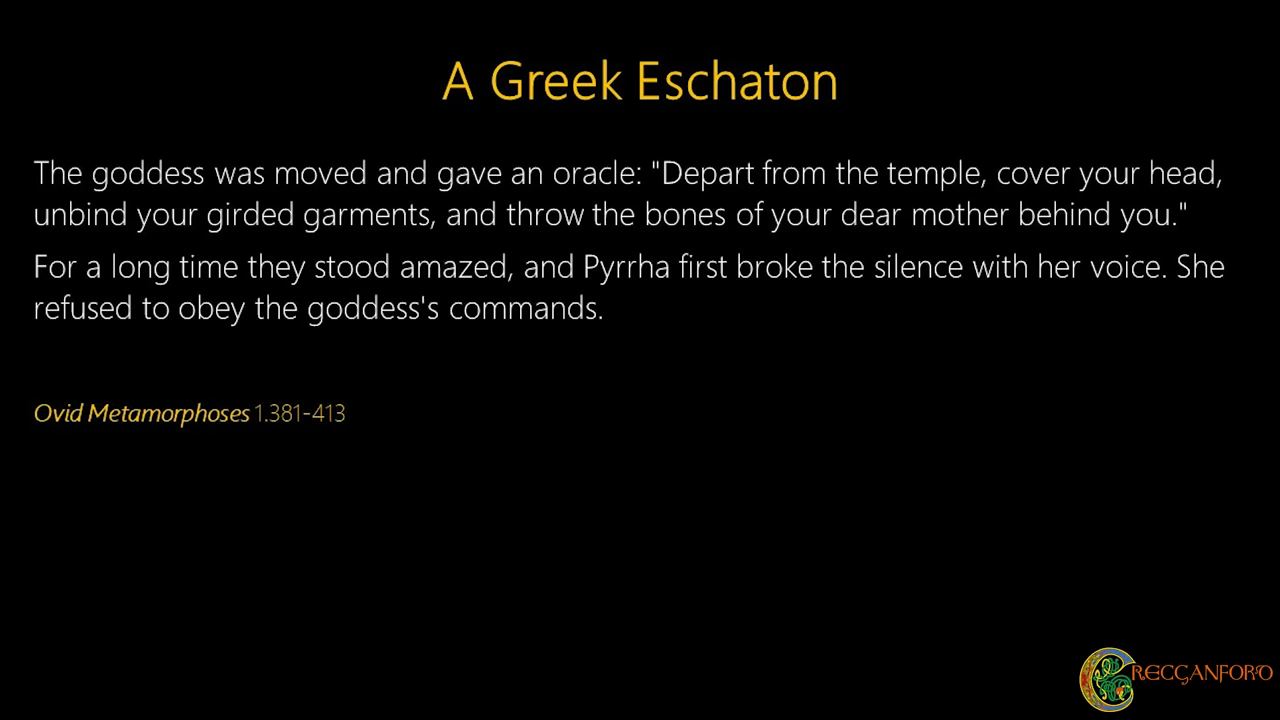 A Greek Eschaton
The goddess was moved and gave an oracle: "Depart from the temple, cover your head,
unbind your girded garments, and throw the bones of your dear mother behind you."
For a long time they stood amazed, and Pyrrha first broke the silence with her voice. She
refused to obey the goddess's commands.
Ovid Metamorphoses 1.381-413
CRECGANFORD